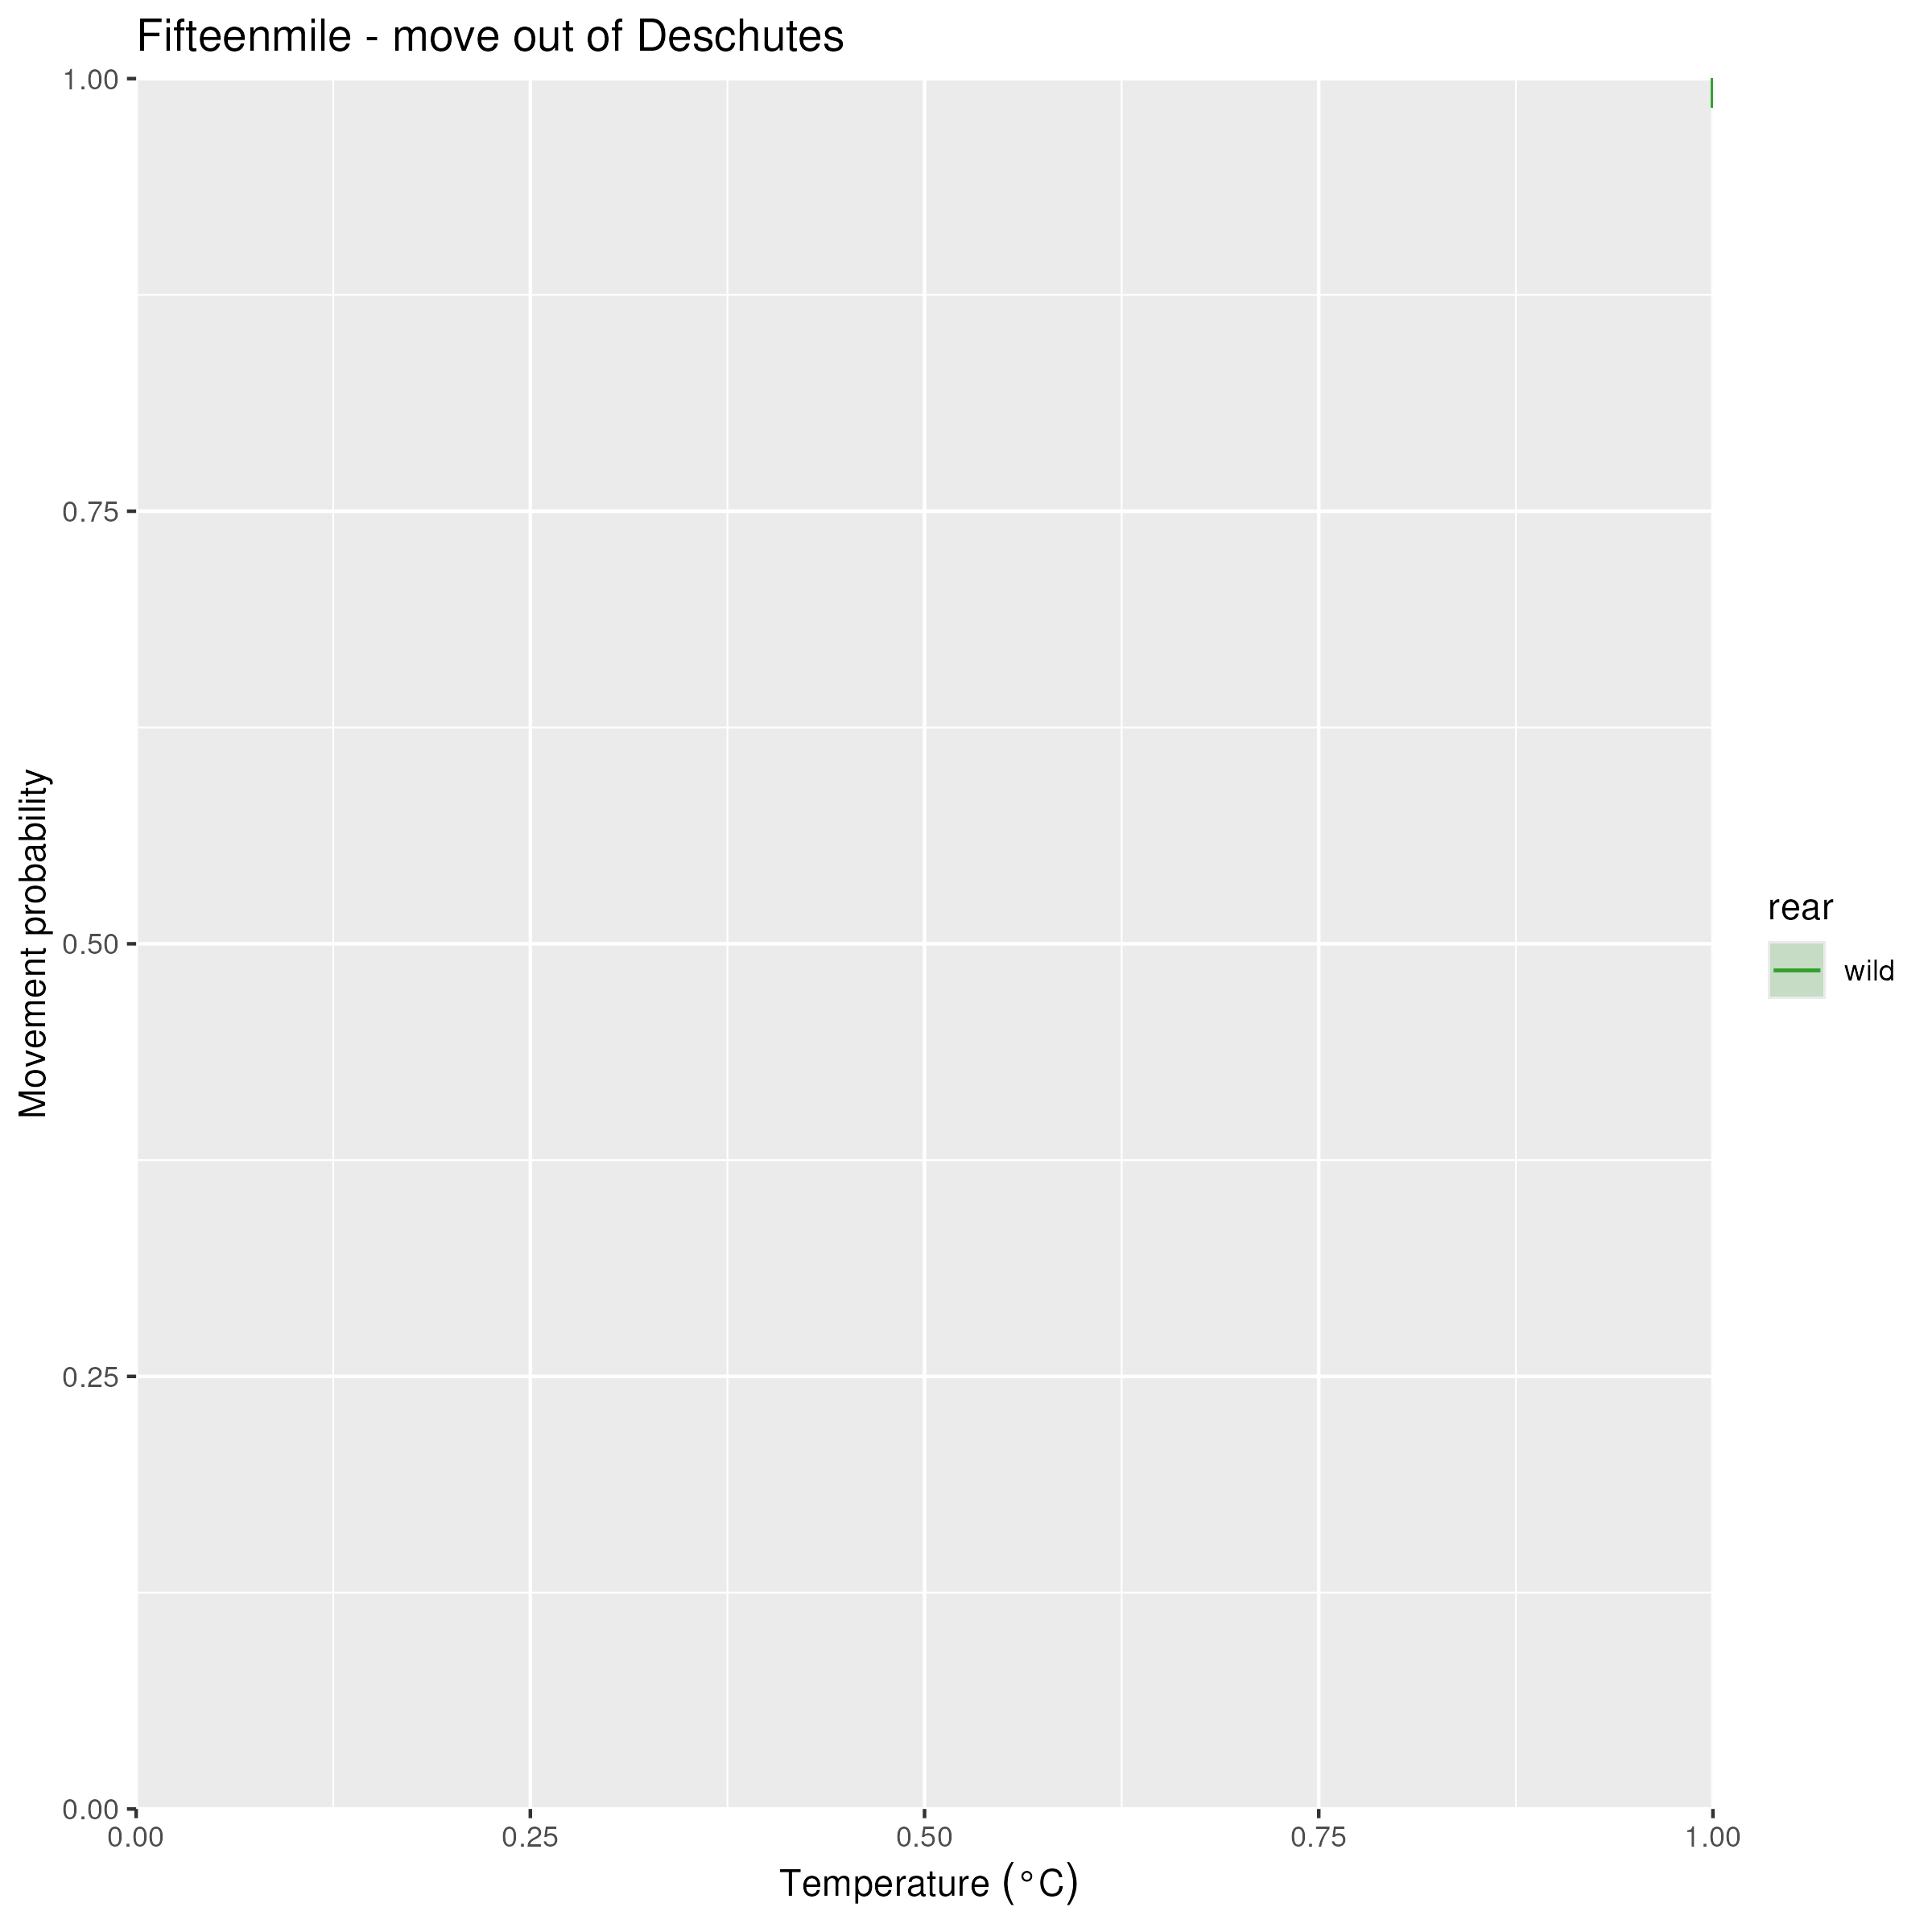 Fifteenmile - move out of Deschutes
1.00
0.75
0.50
0.25
0.00
Movement probability
0.00 0.25 0.50 0.75 1.00
Temperature (°C)
rear
wild